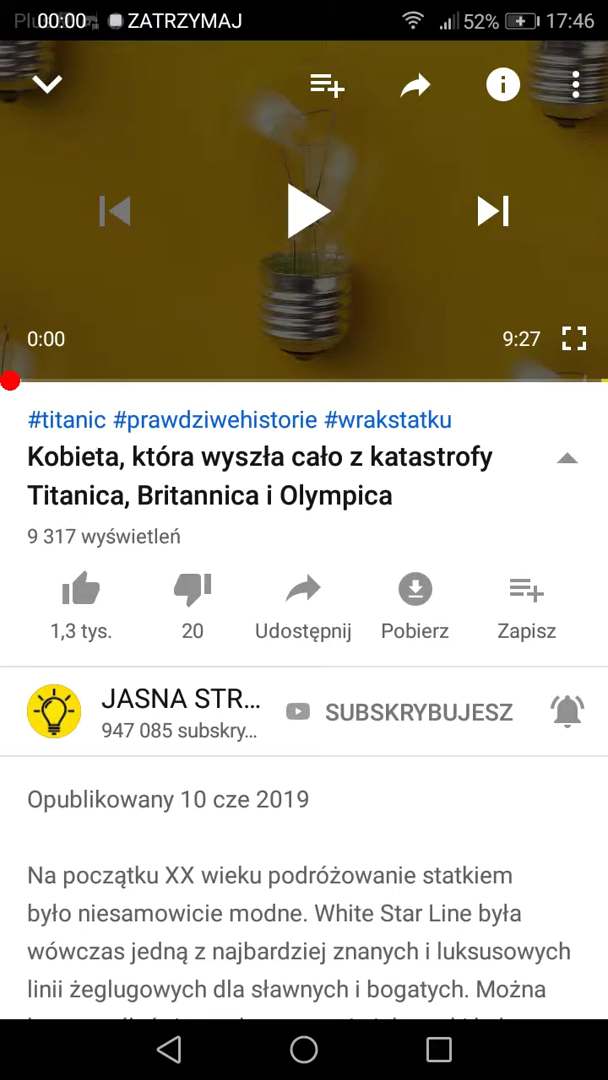 00:00 ZATRZYMAJ 52% 17:46
0:00 9:27
#titanic #prawdziwehistorie #wrakstatku
Kobieta, która wyszła cało z katastrofy
Titanica, Britannica i Olympica
9 317 wyświetleń
1,3 tys. 20 Udostępnij Pobierz Zapisz
JASNA STR... SUBSKRYBUJESZ
947 085 subskry...
Opublikowany 10 cze 2019
Na początku XX wieku podróżowanie statkiem
było niesamowicie modne. White Star Line była
wówczas jedną z najbardziej znanych i luksusowych
linii żeglugowych dla sławnych i bogatych. Można